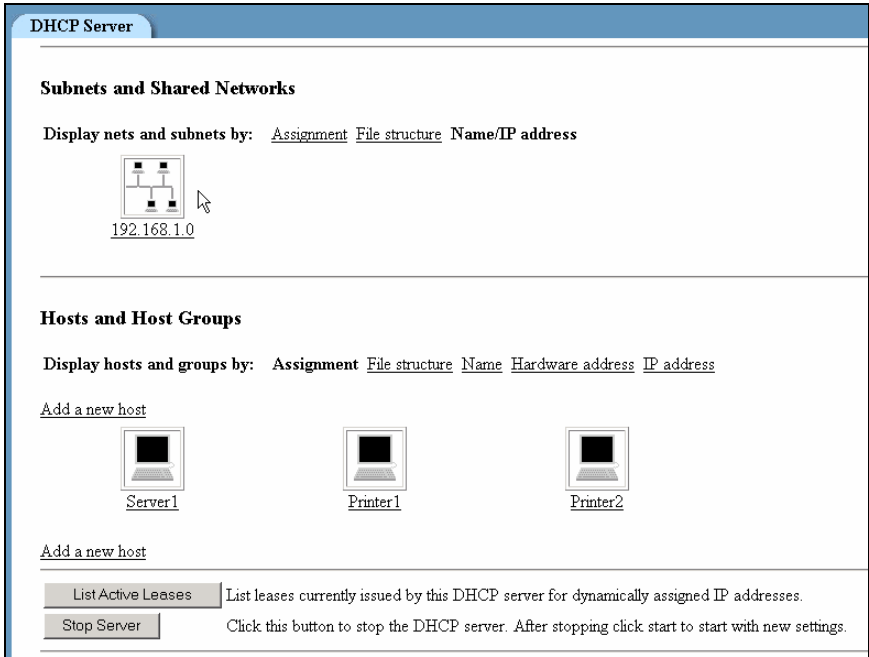 DHCP Server
Subnets and Shared Networks
Display nets and subnets by: Assignment File structure Name/IP address
192.168.1.0
Hosts and Host Groups
Display hosts and groups by: Assignment File structure Name Hardware address IP address
Add a new host
Server1 Printer1 Printer2
Add a new host
List Active Leases List leases currently issued by this DHCP server for dynamically assigned IP addresses.
Stop Server Click this button to stop the DHCP server. After stopping click start to start with new settings.